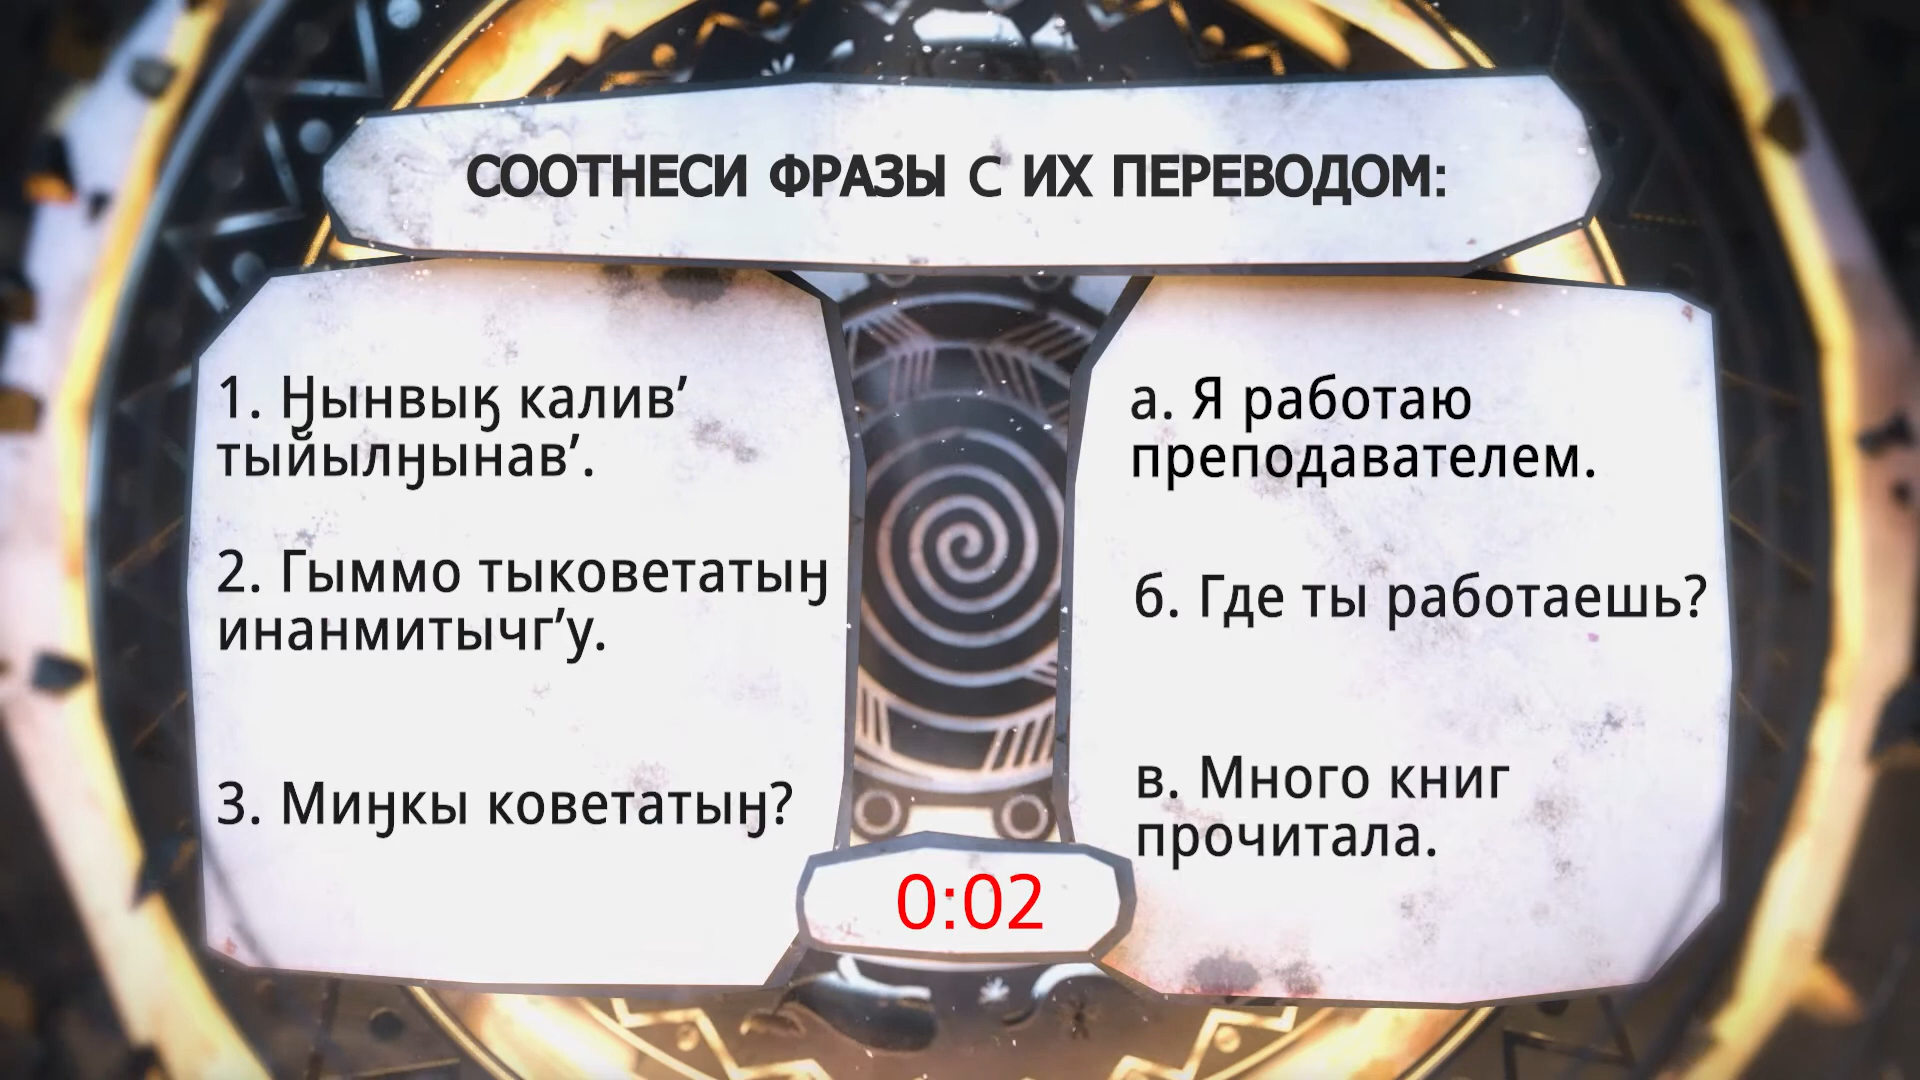 СООТНЕСИ ФРАЗЫ С ИХ ПЕРЕВОДОМ:
1. Ӈынвыӄ калив’
тыйылӈынав’.
2. Гыммо тыковетатыӈ
инанмитычг’у.
3. Миӈкы коветатыӈ?
а. Я работаю
преподавателем.
б. Где ты работаешь?
в. Много книг
прочитала.
0:02